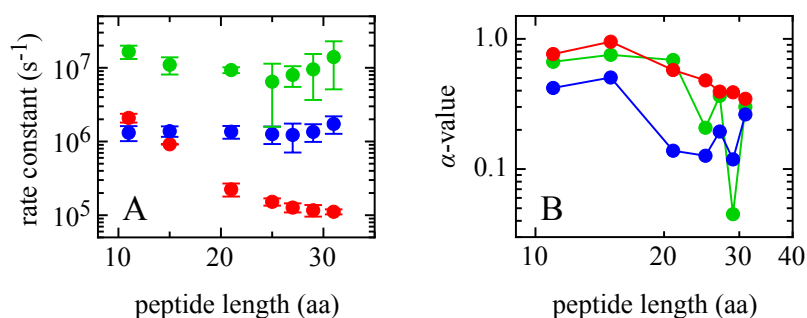 rate constant (s⁻¹)
10⁷
10⁶
10⁵
A
10
20
30
peptide length (aa)
α-value
1.0
0.1
B
10
20
30
40
peptide length (aa)